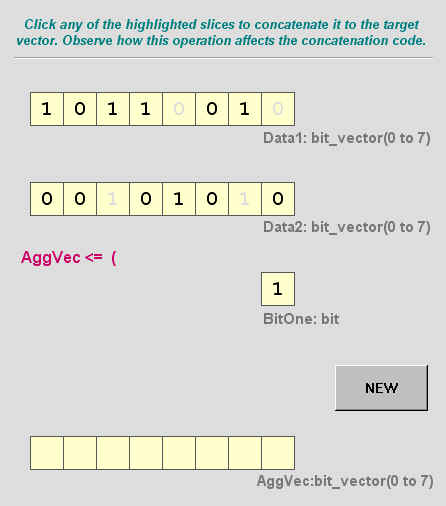 Click any of the highlighted slices to concatenate it to the target
vector. Observe how this operation affects the concatenation code.
1 0 1 1 0 0 1 0
Data1: bit_vector(0 to 7)
0 0 1 0 1 0 1 0
Data2: bit_vector(0 to 7)
AggVec <= (
1
BitOne: bit
NEW
AggVec:bit_vector(0 to 7)